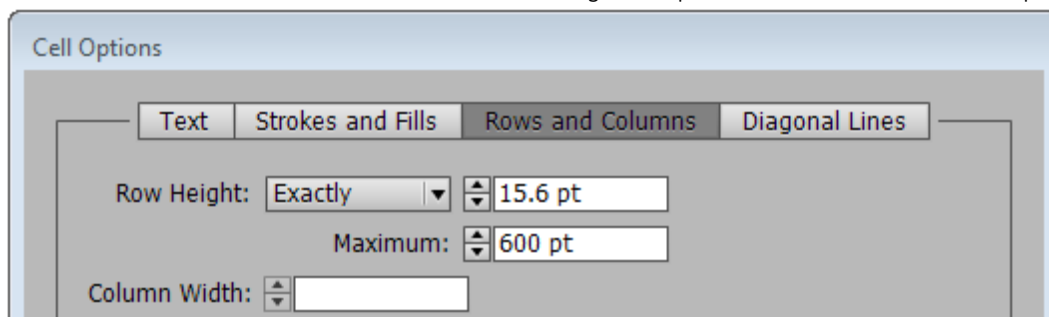 Cell Options
Text Strokes and Fills Rows and Columns Diagonal Lines
Row Height: Exactly 15.6 pt
Maximum: 600 pt
Column Width: